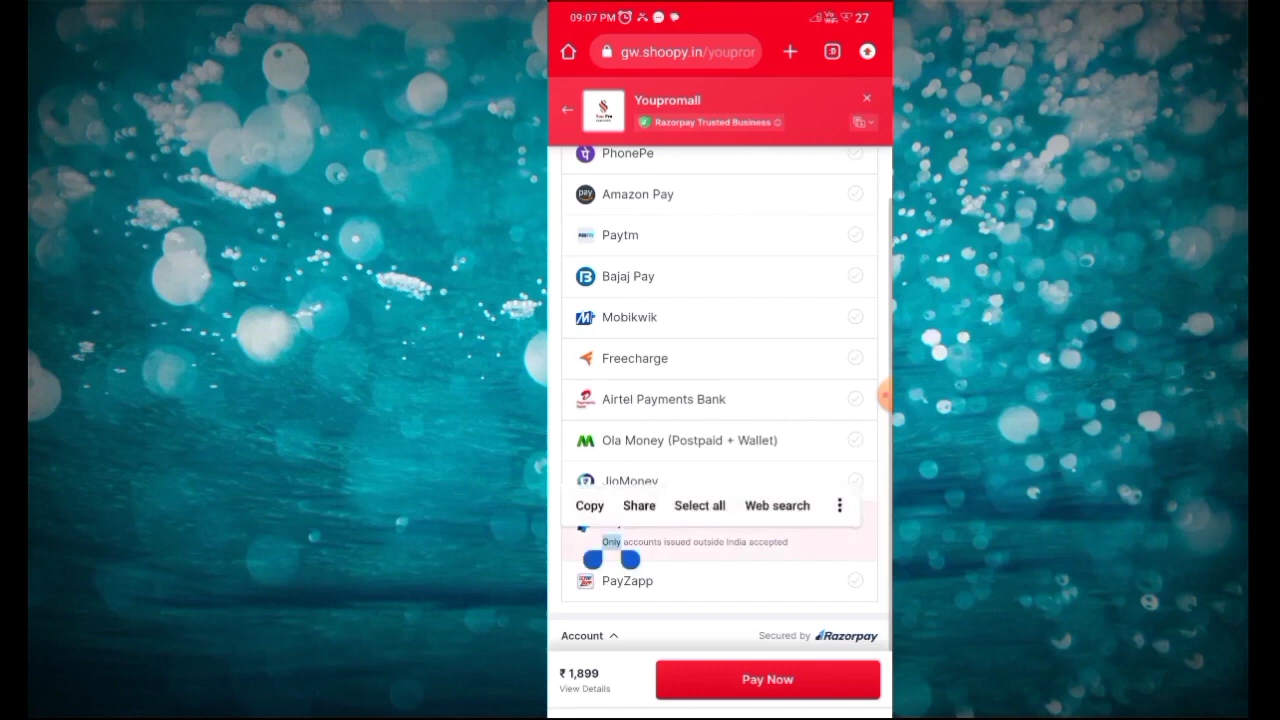 09:07 PM
27
gw.shoopy.in/youpror
Youpromall
Razorpay Trusted Business
PhonePe
pay
Amazon Pay
Paytm
Bajaj Pay
Mobikwik
Freecharge
Airtel Payments Bank
Ola Money (Postpaid + Wallet)
JioMoney
Copy Share Select all Web search
Only accounts issued outside India accepted
PayZapp
Account
Secured by Razorpay
₹ 1,899
View Details
Pay Now